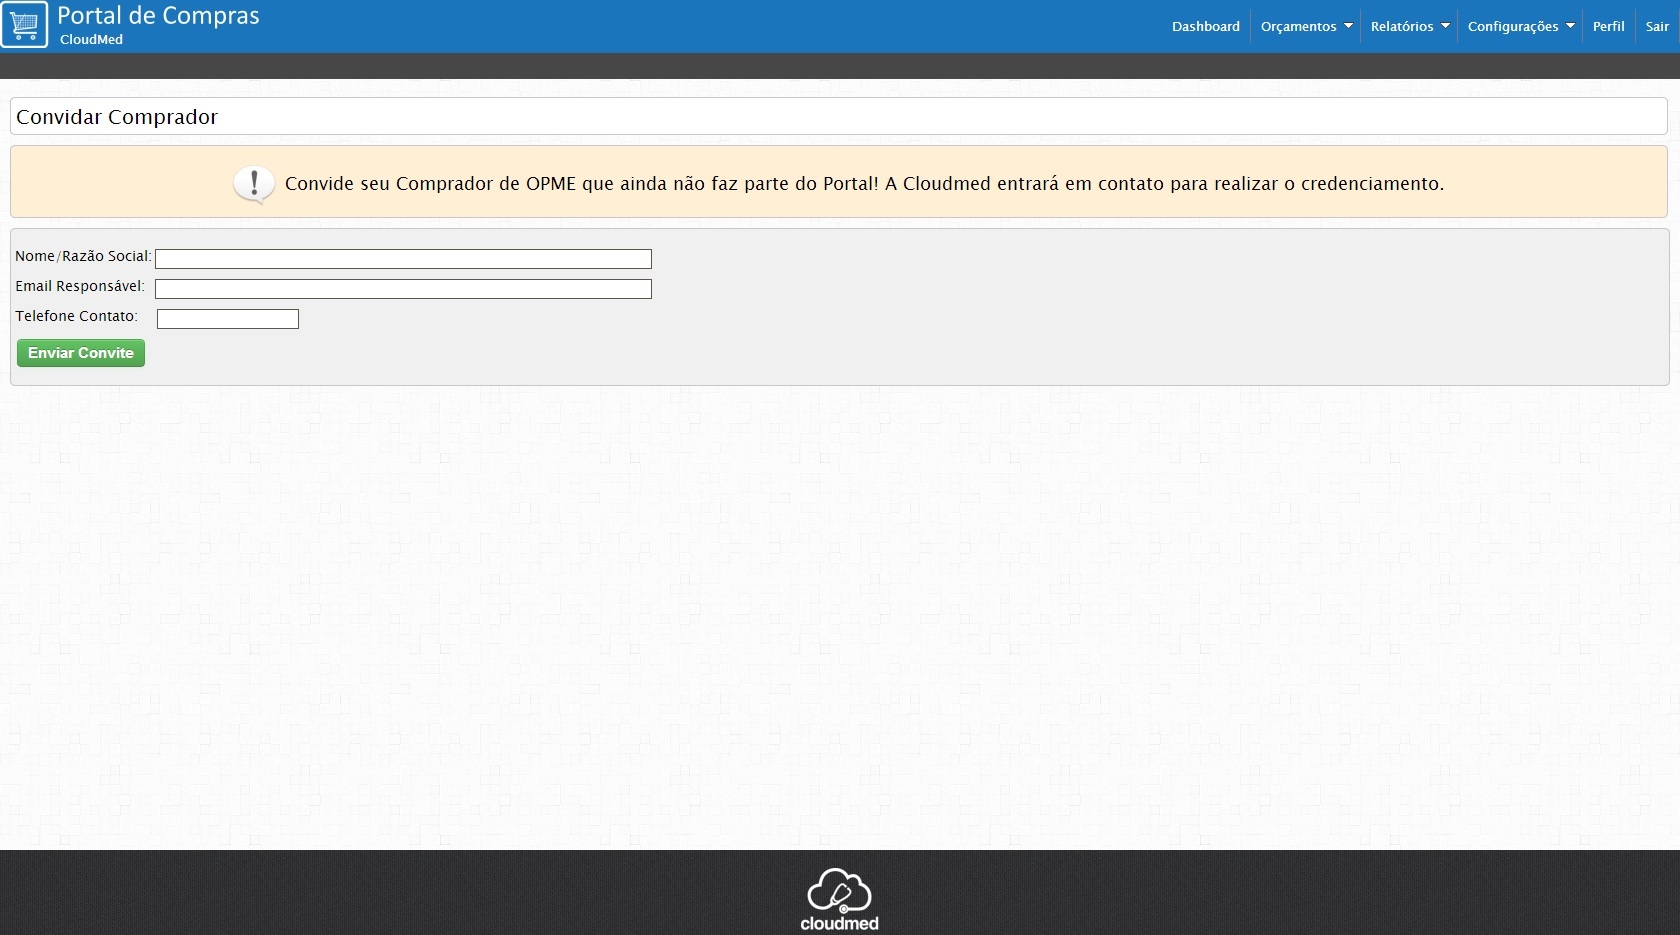 Portal de Compras
CloudMed
Dashboard
Orçamentos
Relatórios
Configurações
Perfil
Sair
Convidar Comprador
Convide seu Comprador de OPME que ainda não faz parte do Portal! A Cloudmed entrará em contato para realizar o credenciamento.
Nome/Razão Social:
Email Responsável:
Telefone Contato:
Enviar Convite
cloudmed